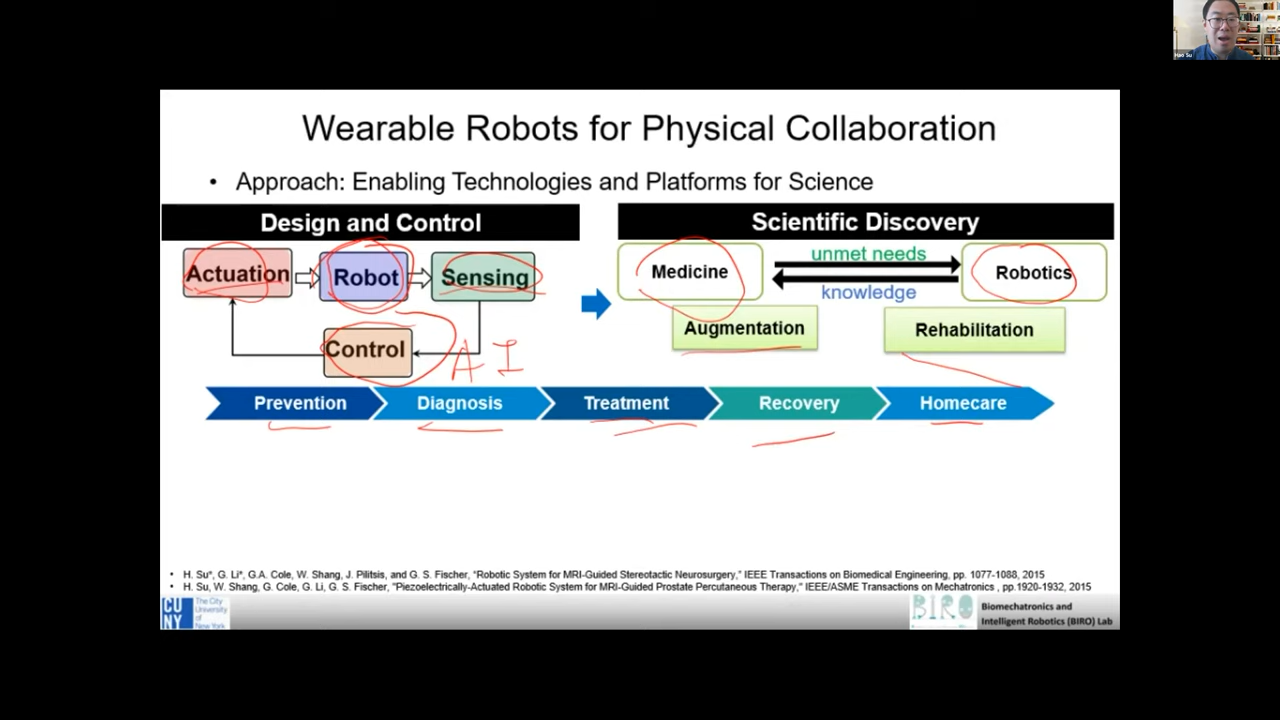 Hao Su
Wearable Robots for Physical Collaboration
• Approach: Enabling Technologies and Platforms for Science
Design and Control
Scientific Discovery
Actuation
Robot
Sensing
Control
AI
Medicine
unmet needs
knowledge
Robotics
Augmentation
Rehabilitation
Prevention
Diagnosis
Treatment
Recovery
Homecare
• H. Su*, G. Li*, G.A. Cole, W. Shang, J. Pilitsis, and G. S. Fischer, "Robotic System for MRI-Guided Stereotactic Neurosurgery," IEEE Transactions on Biomedical Engineering, pp. 1077-1088, 2015
• H. Su, W. Shang, G. Cole, G. Li, G. S. Fischer, "Piezoelectrically-Actuated Robotic System for MRI-Guided Prostate Percutaneous Therapy," IEEE/ASME Transactions on Mechatronics , pp.1920-1932, 2015
CU
NY
The City
University
of
New York
BIRO
Biomechatronics and
Intelligent Robotics (BIRO) Lab